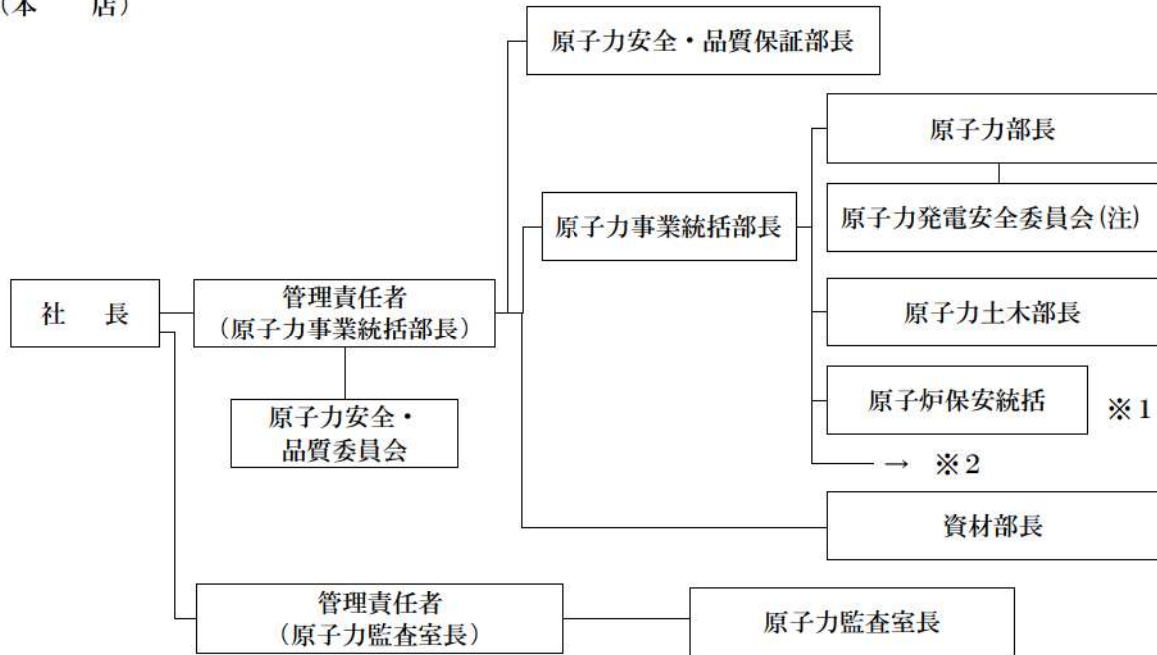 （本　　店）
原子力安全・品質保証部長
原子力部長
原子力事業統括部長
原子力発電安全委員会(注)
社　長
管理責任者
（原子力事業統括部長）
原子力土木部長
原子力安全・
品質委員会
原子炉保安統括
※1
→ ※2
資材部長
管理責任者
（原子力監査室長）
原子力監査室長